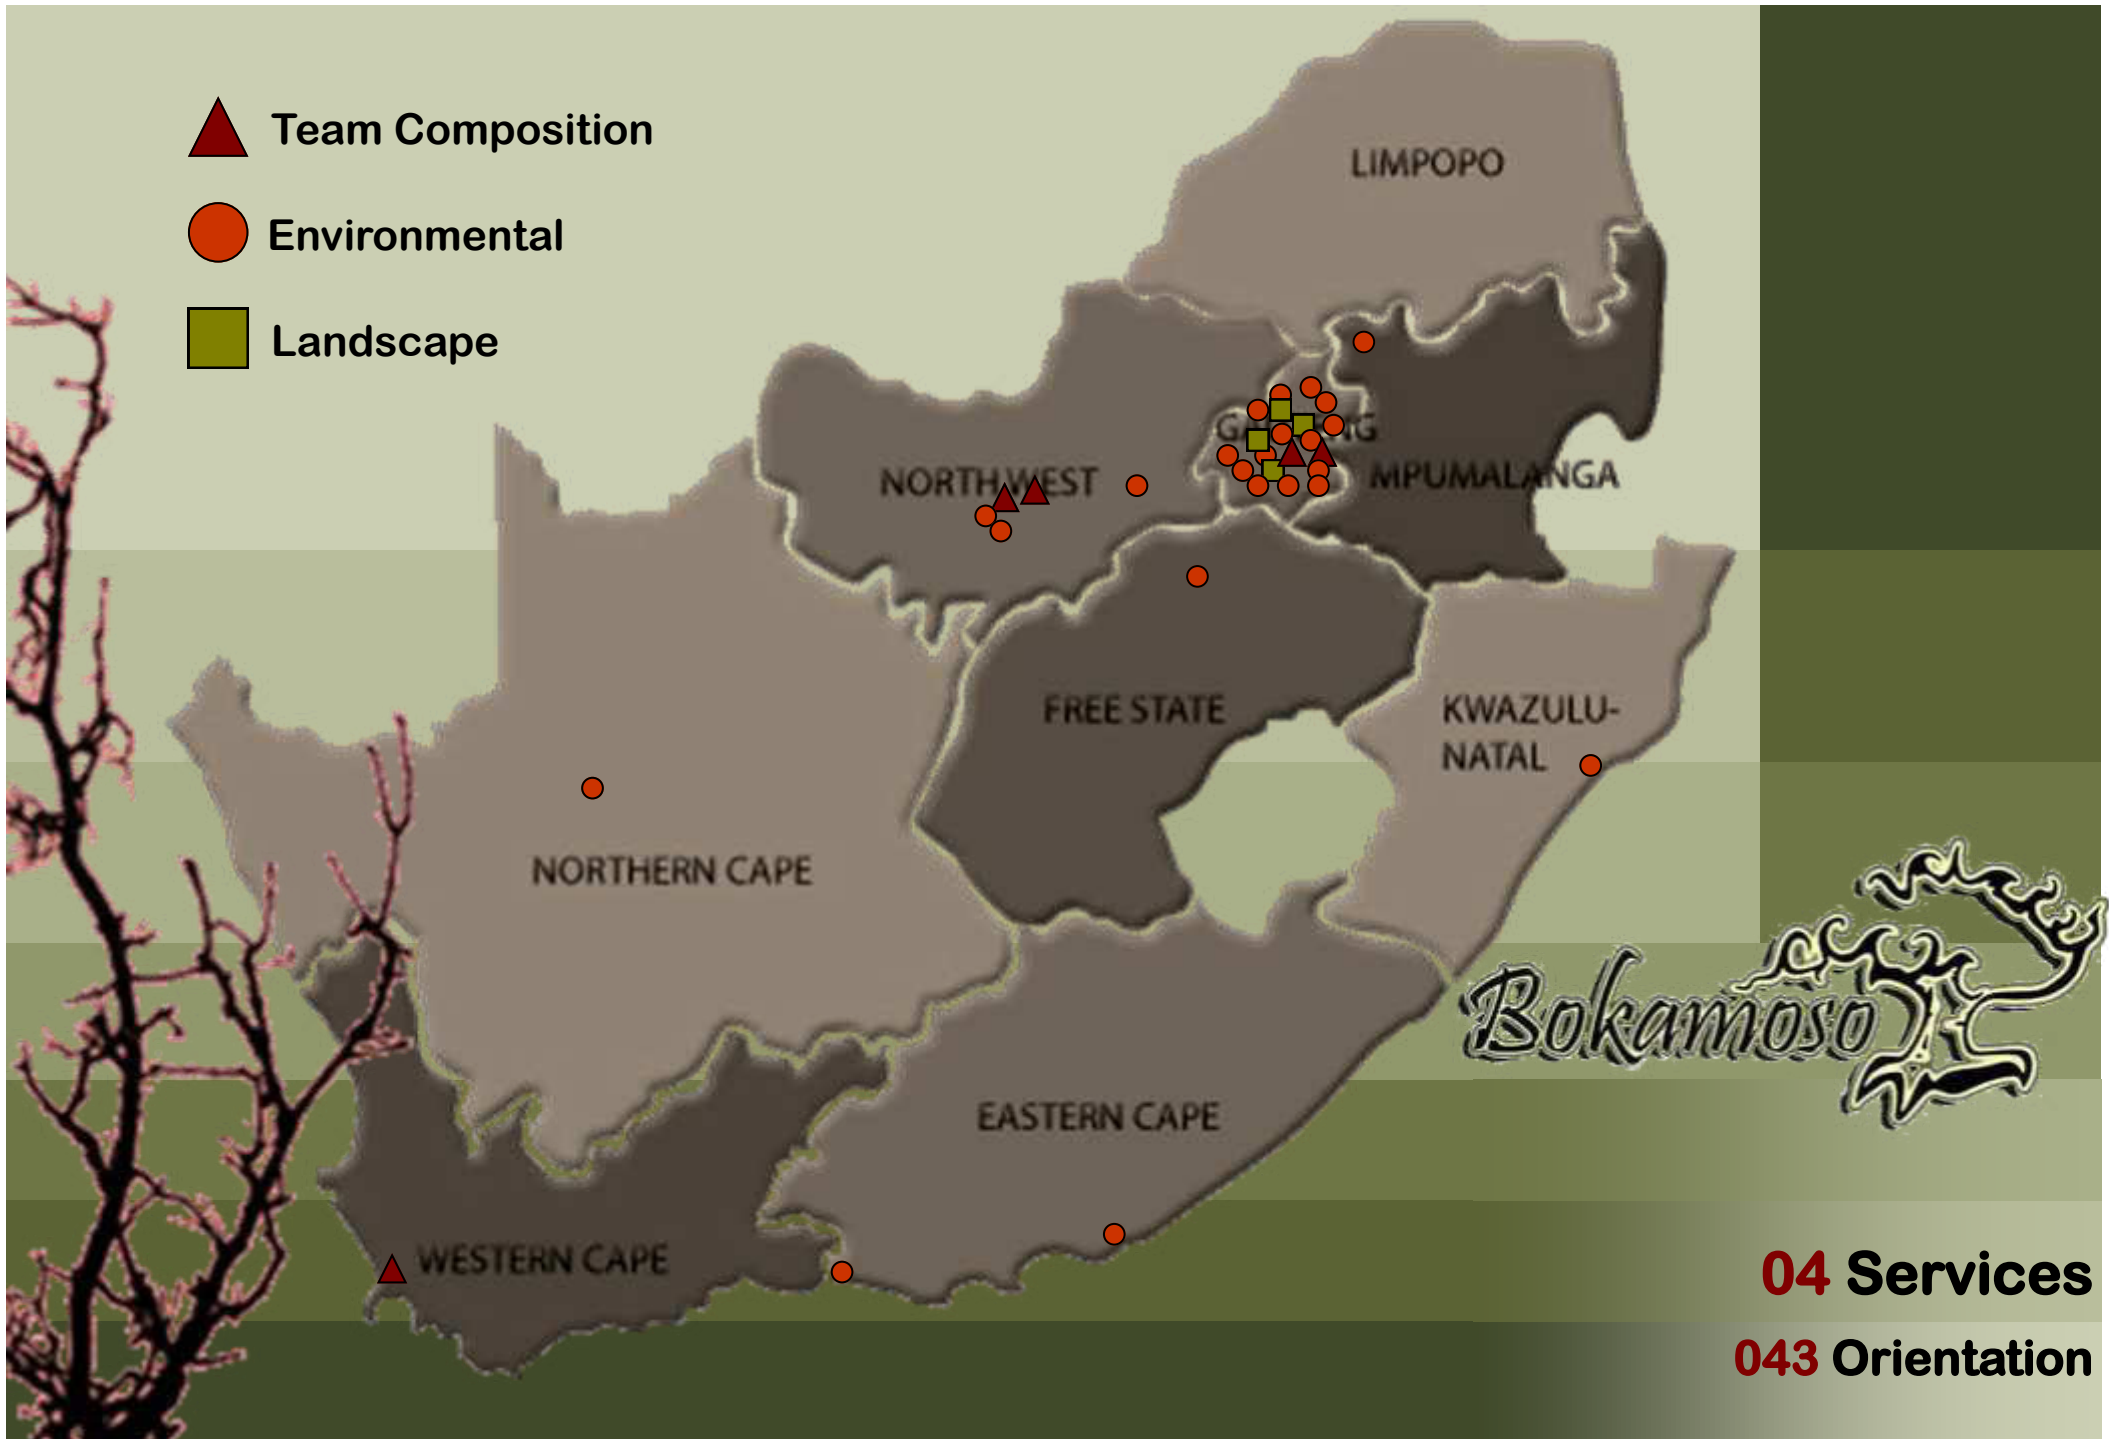 Team Composition
Environmental
Landscape
LIMPOPO
GAUTENG
NORTH WEST
MPUMALANGA
FREE STATE
KWAZULU-
NATAL
NORTHERN CAPE
EASTERN CAPE
WESTERN CAPE
Bokamoso
04 Services
043 Orientation